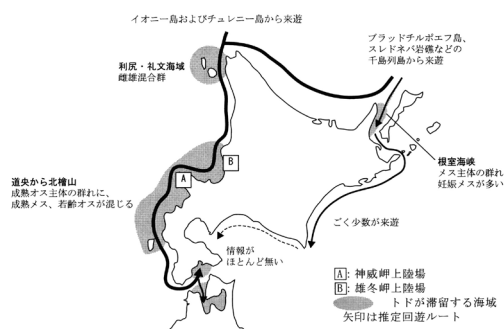 イオニー島およびチュレニー島から来遊
ブラッドチルポエフ島、
スレドネバ岩礁などの
千島列島から来遊
利尻・礼文海域
雌雄混合群
B
A
道央から北檜山
成熟オス主体の群れに、
成熟メス、若齢オスが混じる
根室海峡
メス主体の群れ
妊娠メスが多い
ごく少数が来遊
情報が
ほとんど無い
A: 神威岬上陸場
B: 雄冬岬上陸場
トドが滞留する海域
矢印は推定回遊ルート